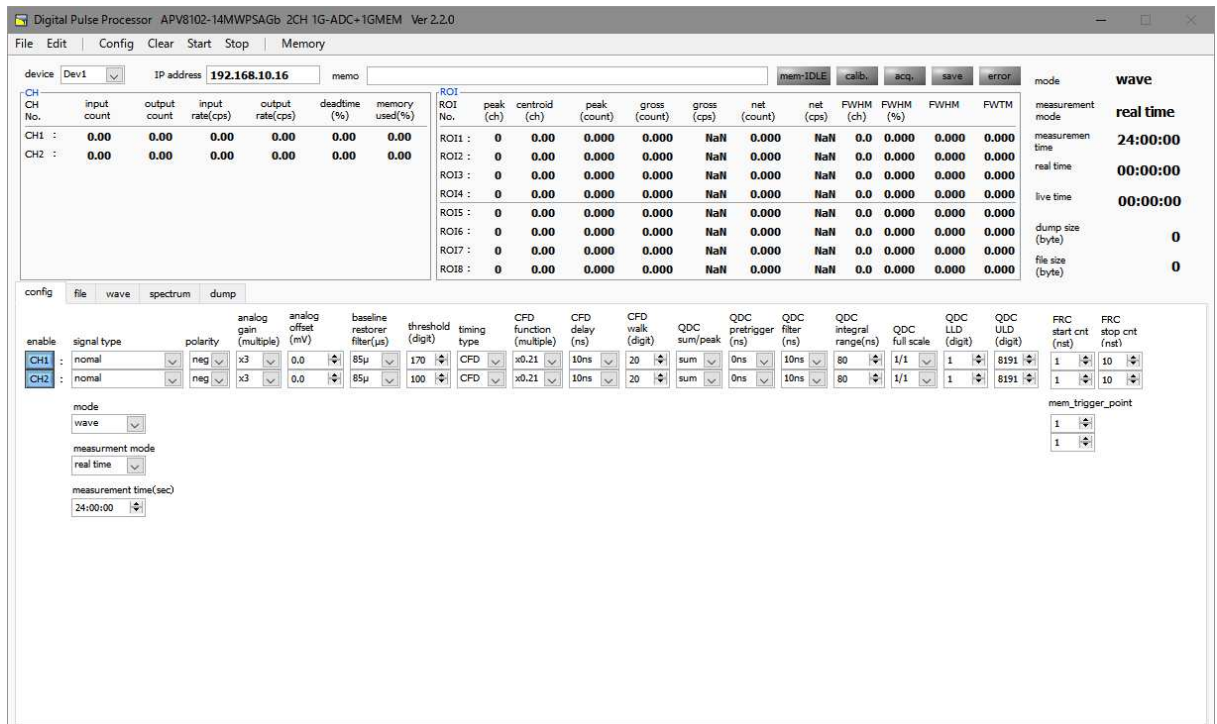 Digital Pulse Processor APV8102-14MWPSAGb 2CH 1G-ADC+1GMEM Ver 2.2.0
File Edit Config Clear Start Stop Memory
device Dev1 IP address 192.168.10.16 memo mem-IDLE calib. acq. save error
mode wave
measurement mode real time
measuremen time 24:00:00
real time 00:00:00
live time 00:00:00
dump size (byte) 0
file size (byte) 0
CH
CH No. input count output count input rate(cps) output rate(cps) deadtime (%) memory used(%)
CH1 : 0.00 0.00 0.00 0.00 0.00 0.00
CH2 : 0.00 0.00 0.00 0.00 0.00 0.00
ROI
ROI No. peak (ch) centroid (ch) peak (count) gross (count) gross (cps) net (count) net (cps) FWHM (ch) FWHM (%) FWHM FWTM
ROI1 : 0 0.00 0.000 0.000 NaN 0.000 NaN 0.0 0.000 0.000 0.000
ROI2 : 0 0.00 0.000 0.000 NaN 0.000 NaN 0.0 0.000 0.000 0.000
ROI3 : 0 0.00 0.000 0.000 NaN 0.000 NaN 0.0 0.000 0.000 0.000
ROI4 : 0 0.00 0.000 0.000 NaN 0.000 NaN 0.0 0.000 0.000 0.000
ROI5 : 0 0.00 0.000 0.000 NaN 0.000 NaN 0.0 0.000 0.000 0.000
ROI6 : 0 0.00 0.000 0.000 NaN 0.000 NaN 0.0 0.000 0.000 0.000
ROI7 : 0 0.00 0.000 0.000 NaN 0.000 NaN 0.0 0.000 0.000 0.000
ROI8 : 0 0.00 0.000 0.000 NaN 0.000 NaN 0.0 0.000 0.000 0.000
config file wave spectrum dump
enable signal type polarity analog gain (multiple) analog offset (mV) baseline restorer filter(μs) threshold (digit) timing type CFD function (multiple) CFD delay (ns) CFD walk (digit) QDC sum/peak QDC pretrigger (ns) QDC filter (ns) QDC integral range(ns) QDC full scale QDC LLD (digit) QDC ULD (digit) FRC start cnt (nst) FRC stop cnt (nst)
CH1 : nomal neg x3 0.0 85μ 170 CFD x0.21 10ns 20 sum 0ns 10ns 80 1/1 1 8191 1 10
CH2 : nomal neg x3 0.0 85μ 100 CFD x0.21 10ns 20 sum 0ns 10ns 80 1/1 1 8191 1 10
mode
wave
measurment mode
real time
measurement time(sec)
24:00:00
mem_trigger_point
1
1